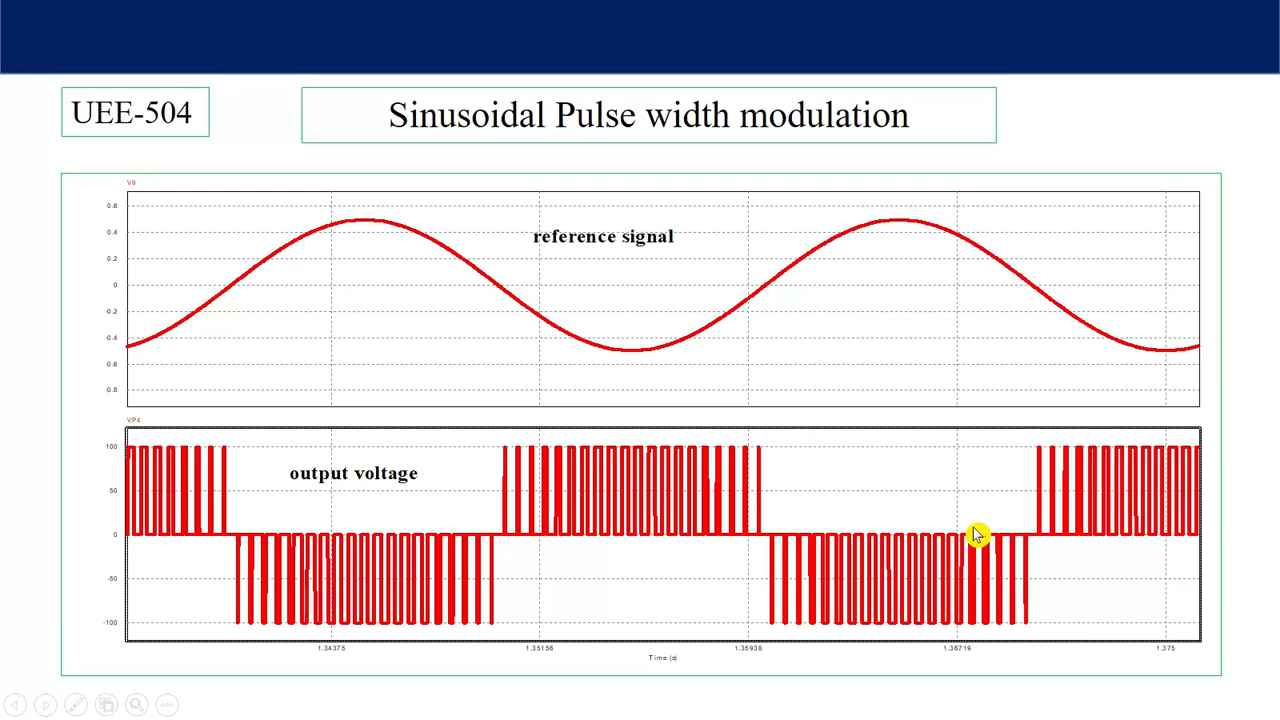 UEE-504
Sinusoidal Pulse width modulation
V9
0.6
reference signal
0.4
0.2
0
-0.2
-0.4
-0.6
-0.8
VP4
100
output voltage
50
0
-50
-100
1.34375 1.35156 1.35938 1.36719 1.375
Time (s)